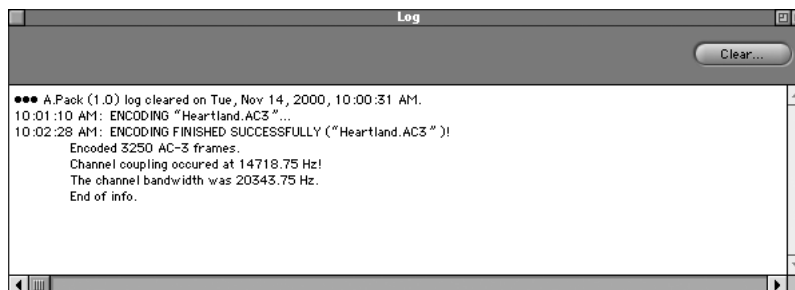 Log
Clear...
●●● A.Pack (1.0) log cleared on Tue, Nov 14, 2000, 10:00:31 AM.
10:01:10 AM: ENCODING "Heartland.AC3"...
10:02:28 AM: ENCODING FINISHED SUCCESSFULLY ("Heartland.AC3" )!
Encoded 3250 AC-3 frames.
Channel coupling occured at 14718.75 Hz!
The channel bandwidth was 20343.75 Hz.
End of info.